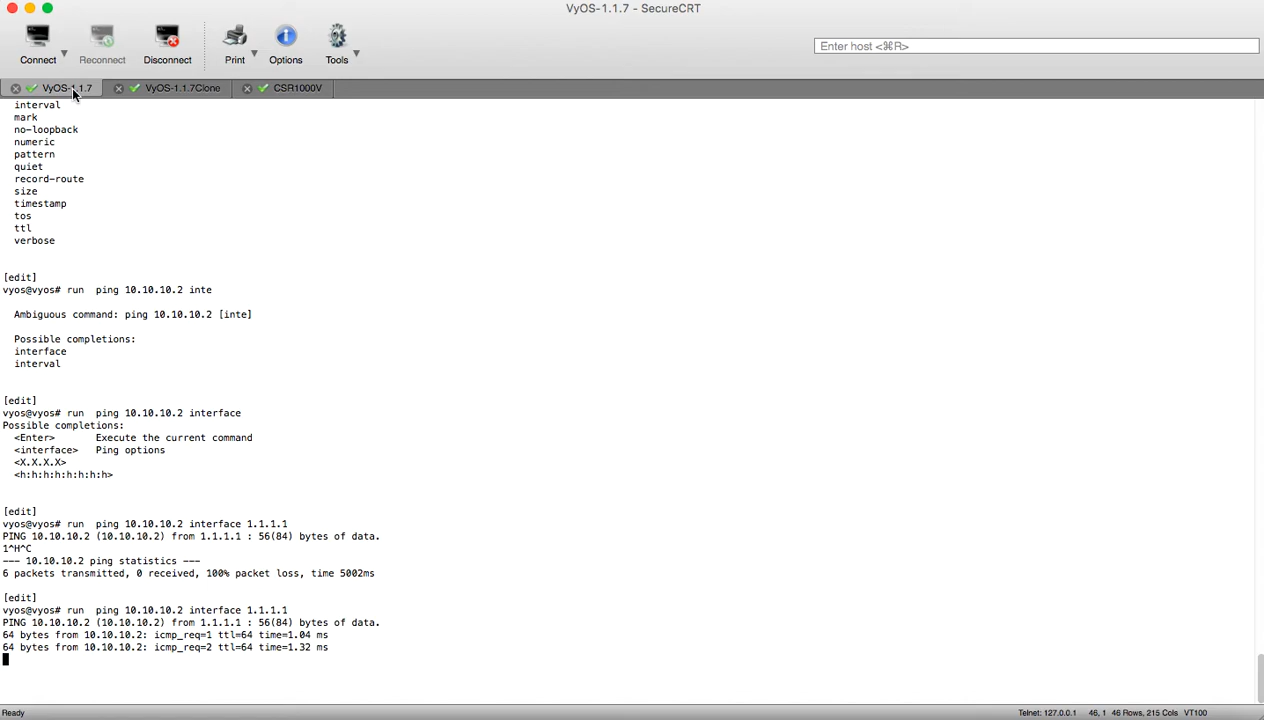 VyOS-1.1.7 - SecureCRT
Connect
Reconnect
Disconnect
Print
Options
Tools
Enter host <⌘R>
VyOS-1.1.7
VyOS-1.1.7Clone
CSR1000V
interval
mark
no-loopback
numeric
pattern
quiet
record-route
size
timestamp
tos
ttl
verbose
[edit]
vyos@vyos# run  ping 10.10.10.2 inte
Ambiguous command: ping 10.10.10.2 [inte]
Possible completions:
interface
interval
[edit]
vyos@vyos# run  ping 10.10.10.2 interface
Possible completions:
<Enter>      Execute the current command
<interface>  Ping options
<X.X.X.X>
<h:h:h:h:h:h:h:h>
[edit]
vyos@vyos# run  ping 10.10.10.2 interface 1.1.1.1
PING 10.10.10.2 (10.10.10.2) from 1.1.1.1 : 56(84) bytes of data.
1^H^C
--- 10.10.10.2 ping statistics ---
6 packets transmitted, 0 received, 100% packet loss, time 5002ms
[edit]
vyos@vyos# run  ping 10.10.10.2 interface 1.1.1.1
PING 10.10.10.2 (10.10.10.2) from 1.1.1.1 : 56(84) bytes of data.
64 bytes from 10.10.10.2: icmp_req=1 ttl=64 time=1.04 ms
64 bytes from 10.10.10.2: icmp_req=2 ttl=64 time=1.32 ms
Ready
Telnet: 127.0.0.1    46, 1  46 Rows, 215 Cols  VT100